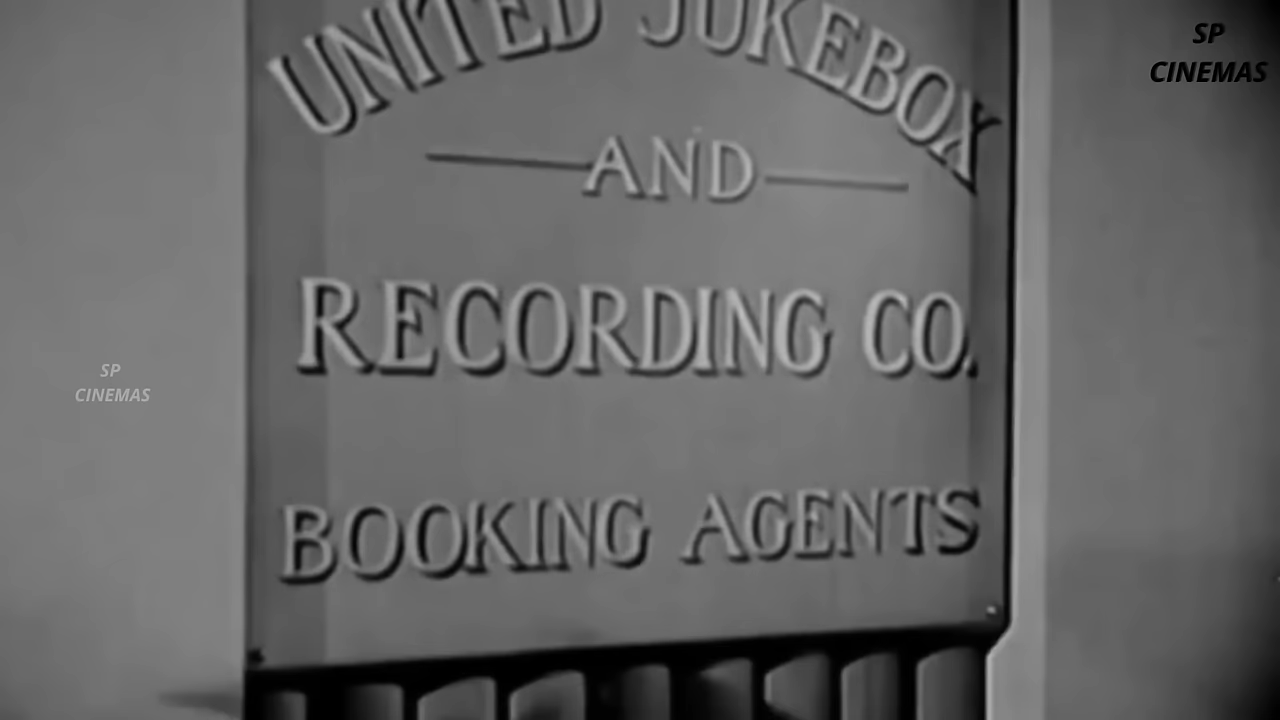 UNITED JUKEBOX
AND
RECORDING CO.
BOOKING AGENTS
SP
CINEMAS
SP
CINEMAS